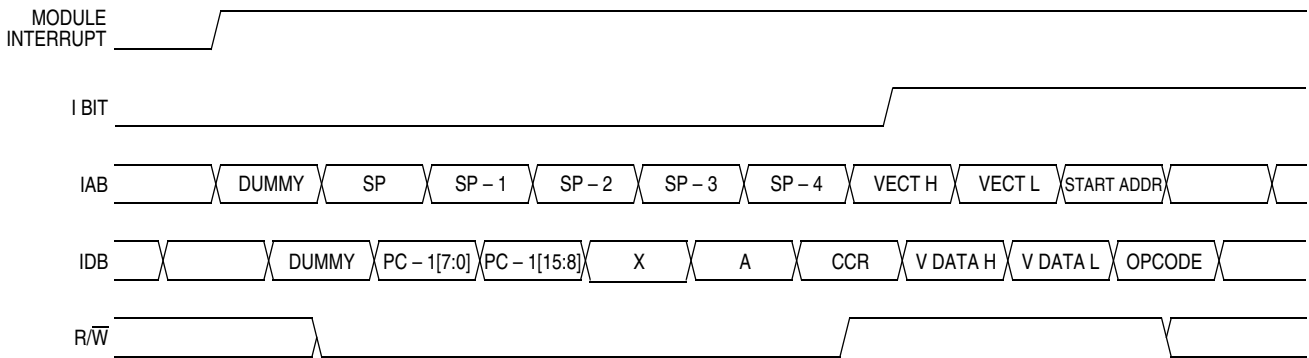 MODULE
INTERRUPT
I BIT
IAB DUMMY SP SP – 1 SP – 2 SP – 3 SP – 4 VECT H VECT L START ADDR
IDB DUMMY PC – 1[7:0] PC – 1[15:8] X A CCR V DATA H V DATA L OPCODE
R/W̅